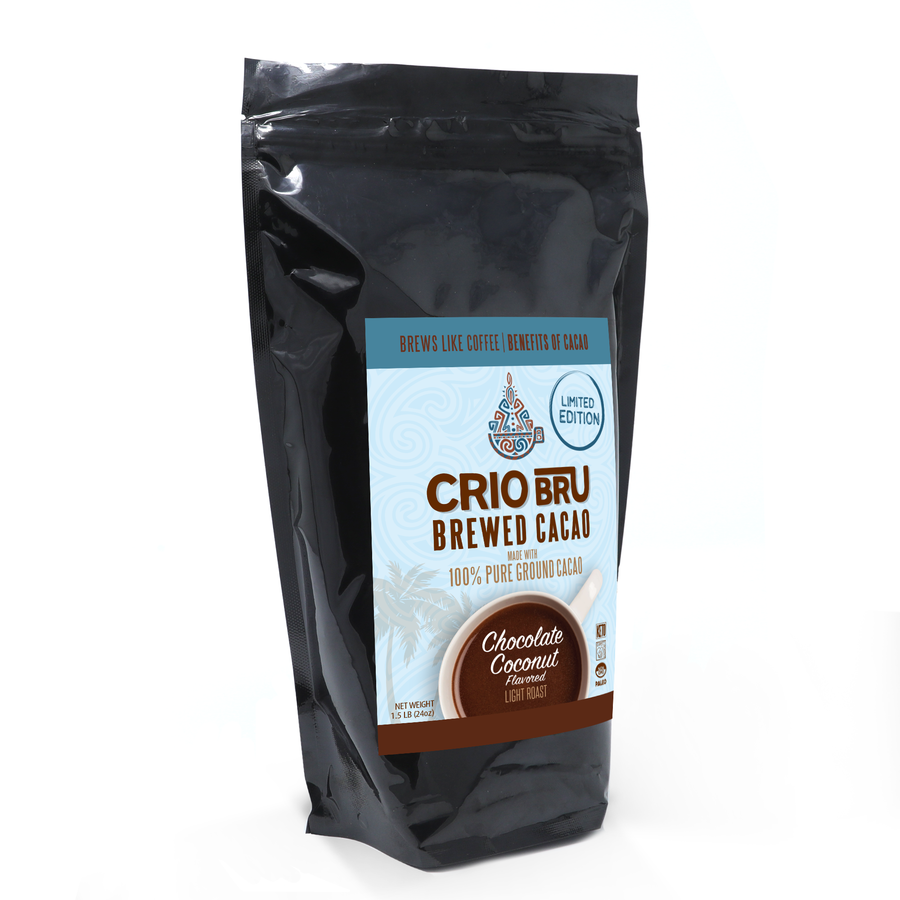 BREWS LIKE COFFEE | BENEFITS OF CACAO
LIMITED
EDITION
CRIO BRU
BREWED CACAO
MADE WITH
100% PURE GROUND CACAO
Chocolate
Coconut
Flavored
LIGHT ROAST
NET WEIGHT
1.5 LB (24oz)
PALEO